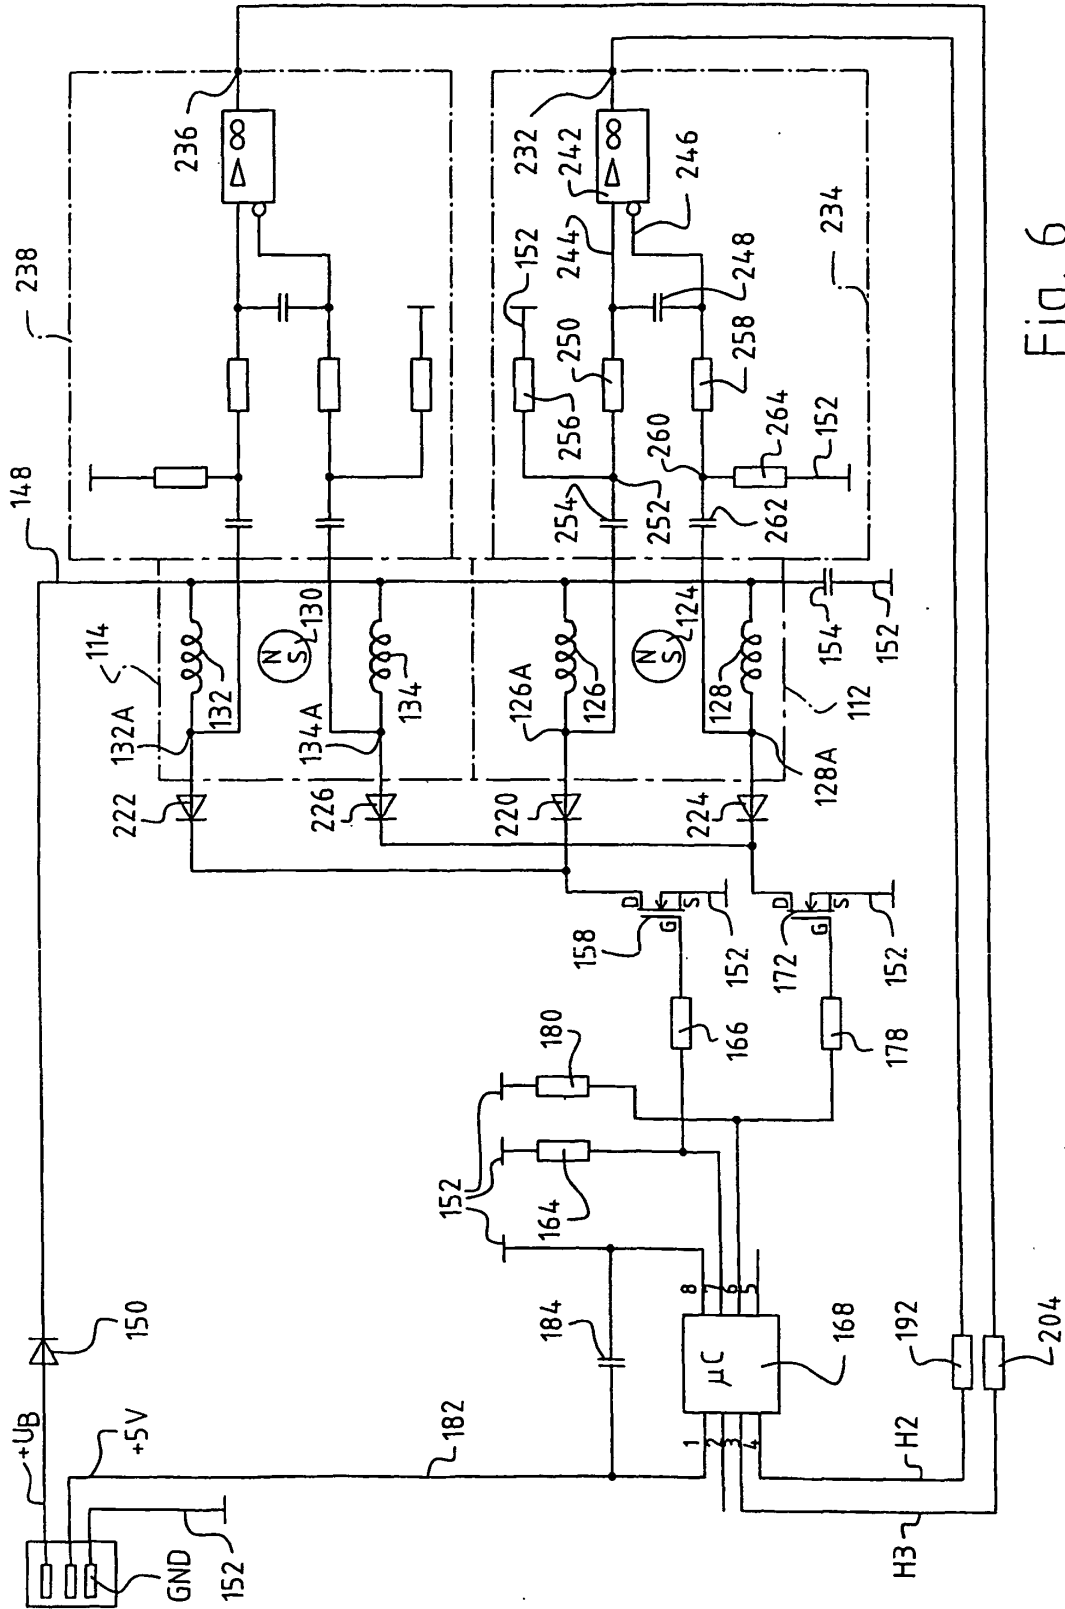 +UB
+5V
GND
152
150
182
184
152
164
180
1
2
3
4
8
7
6
5
µC
168
H2
H3
192
204
166
178
158
D
G
S
152
172
D
G
S
152
222
226
220
224
132A
134A
126A
128A
114
132
N
S
130
134
126
N
S
124
128
112
154
152
148
238
236
∞
254
252
256
250
152
260
262
258
264
152
244
248
246
242
∞
232
234
Fig. 6